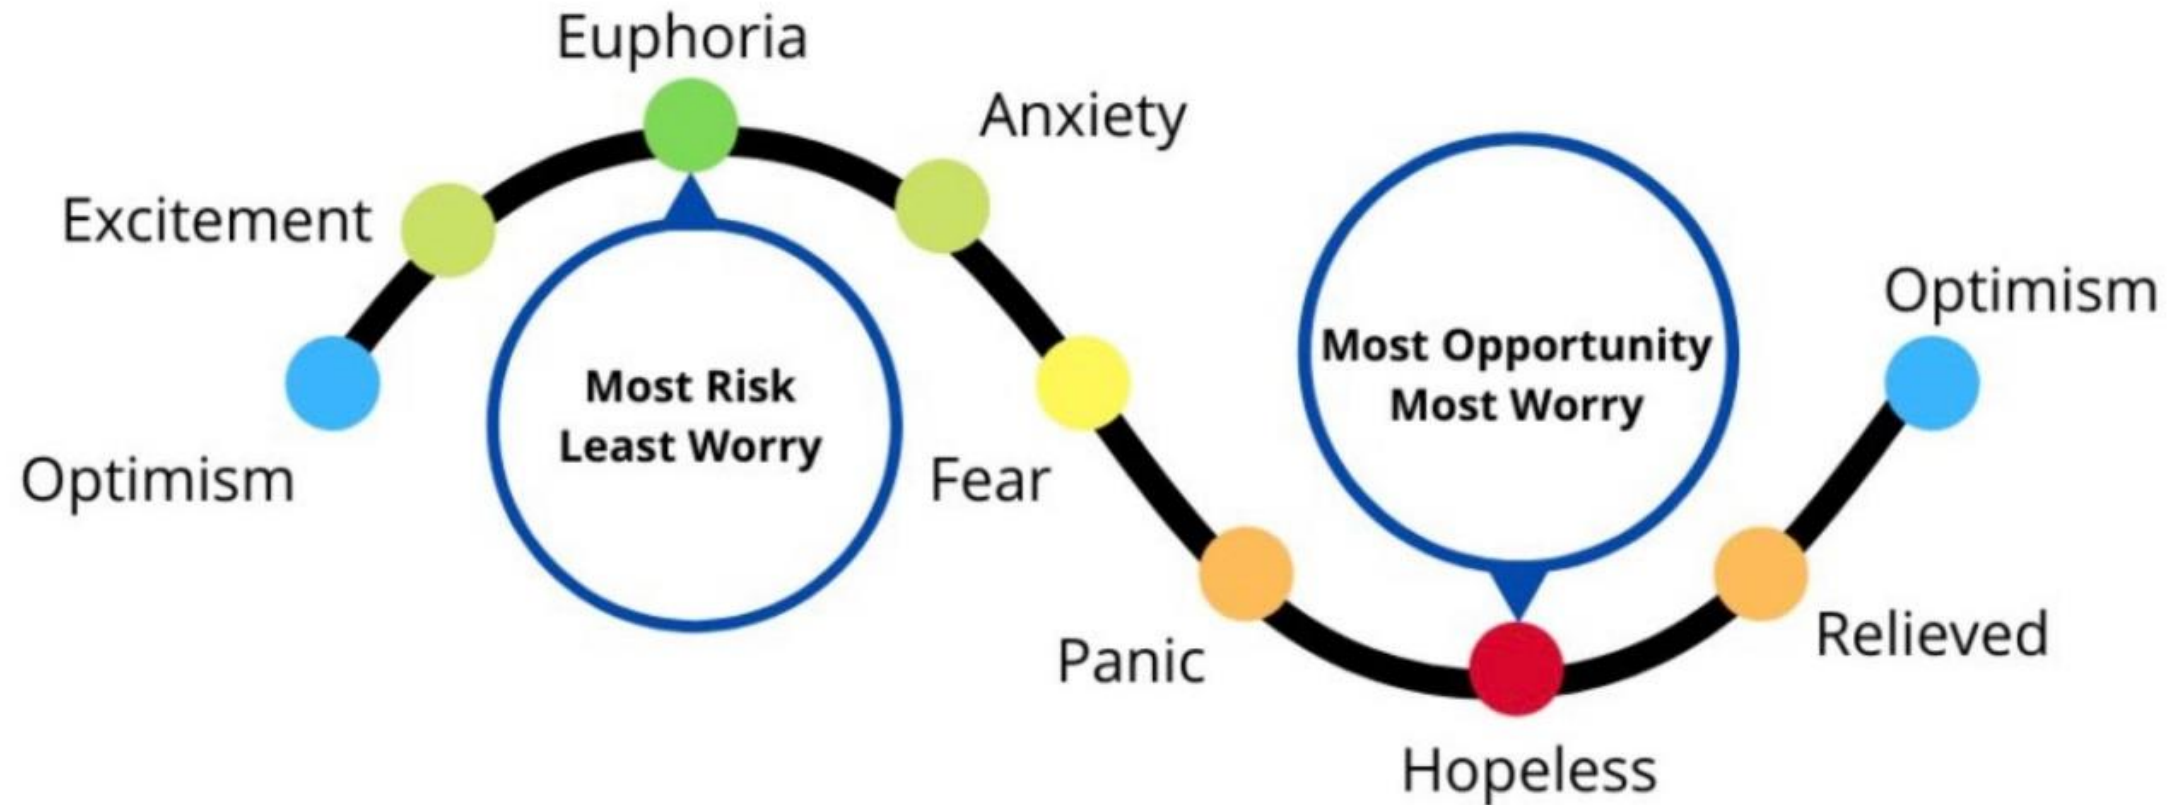 Euphoria
Anxiety
Excitement
Optimism
Most Risk
Least Worry
Fear
Panic
Most Opportunity
Most Worry
Hopeless
Relieved
Optimism